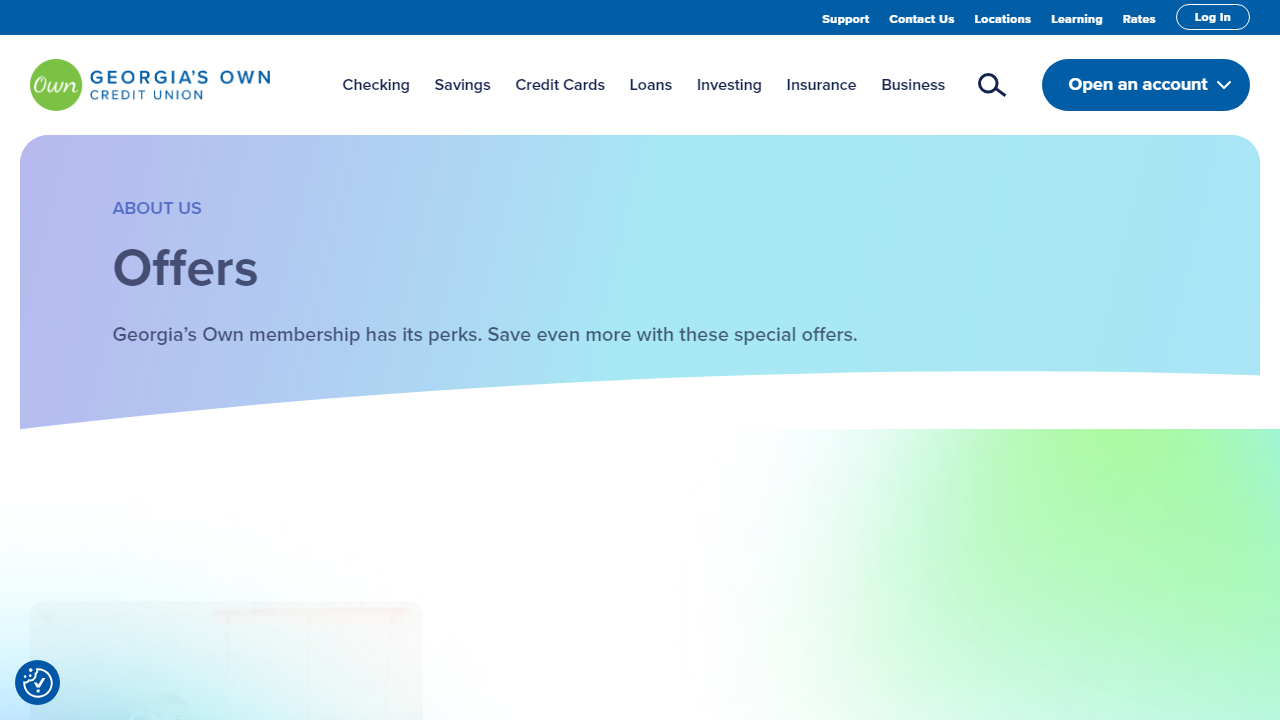 Support Contact Us Locations Learning Rates Log In
Own GEORGIA'S OWN
CREDIT UNION
Checking Savings Credit Cards Loans Investing Insurance Business Open an account
ABOUT US
Offers
Georgia’s Own membership has its perks. Save even more with these special offers.